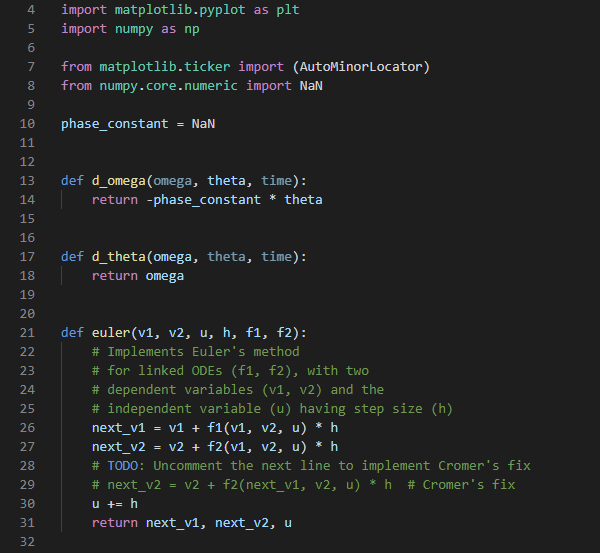 4 import matplotlib.pyplot as plt
5 import numpy as np
6
7 from matplotlib.ticker import (AutoMinorLocator)
8 from numpy.core.numeric import NaN
9
10 phase_constant = NaN
11
12
13 def d_omega(omega, theta, time):
14     return -phase_constant * theta
15
16
17 def d_theta(omega, theta, time):
18     return omega
19
20
21 def euler(v1, v2, u, h, f1, f2):
22     # Implements Euler's method
23     # for linked ODEs (f1, f2), with two
24     # dependent variables (v1, v2) and the
25     # independent variable (u) having step size (h)
26     next_v1 = v1 + f1(v1, v2, u) * h
27     next_v2 = v2 + f2(v1, v2, u) * h
28     # TODO: Uncomment the next line to implement Cromer's fix
29     # next_v2 = v2 + f2(next_v1, v2, u) * h  # Cromer's fix
30     u += h
31     return next_v1, next_v2, u
32